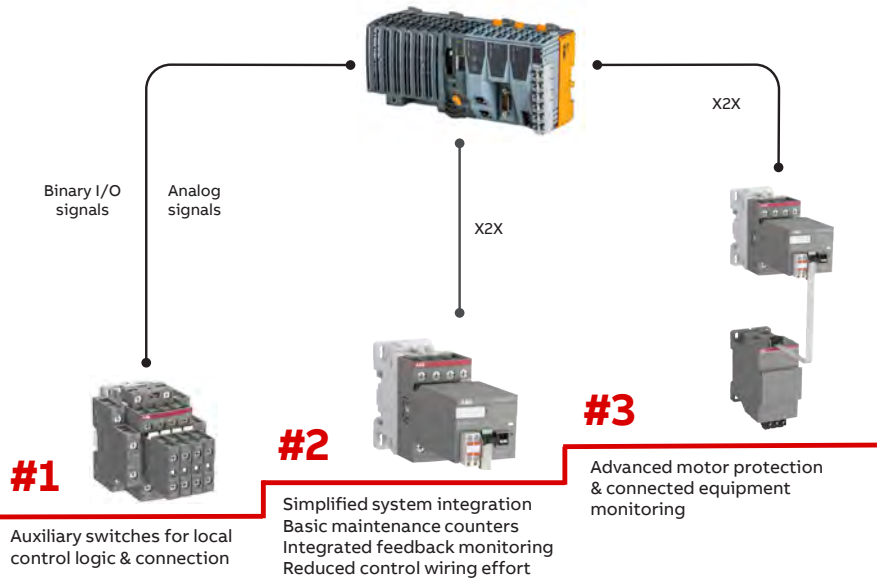 X2X
Binary I/O
signals
Analog
signals
X2X
#1
#2
#3
Auxiliary switches for local
control logic & connection
Simplified system integration
Basic maintenance counters
Integrated feedback monitoring
Reduced control wiring effort
Advanced motor protection
& connected equipment
monitoring